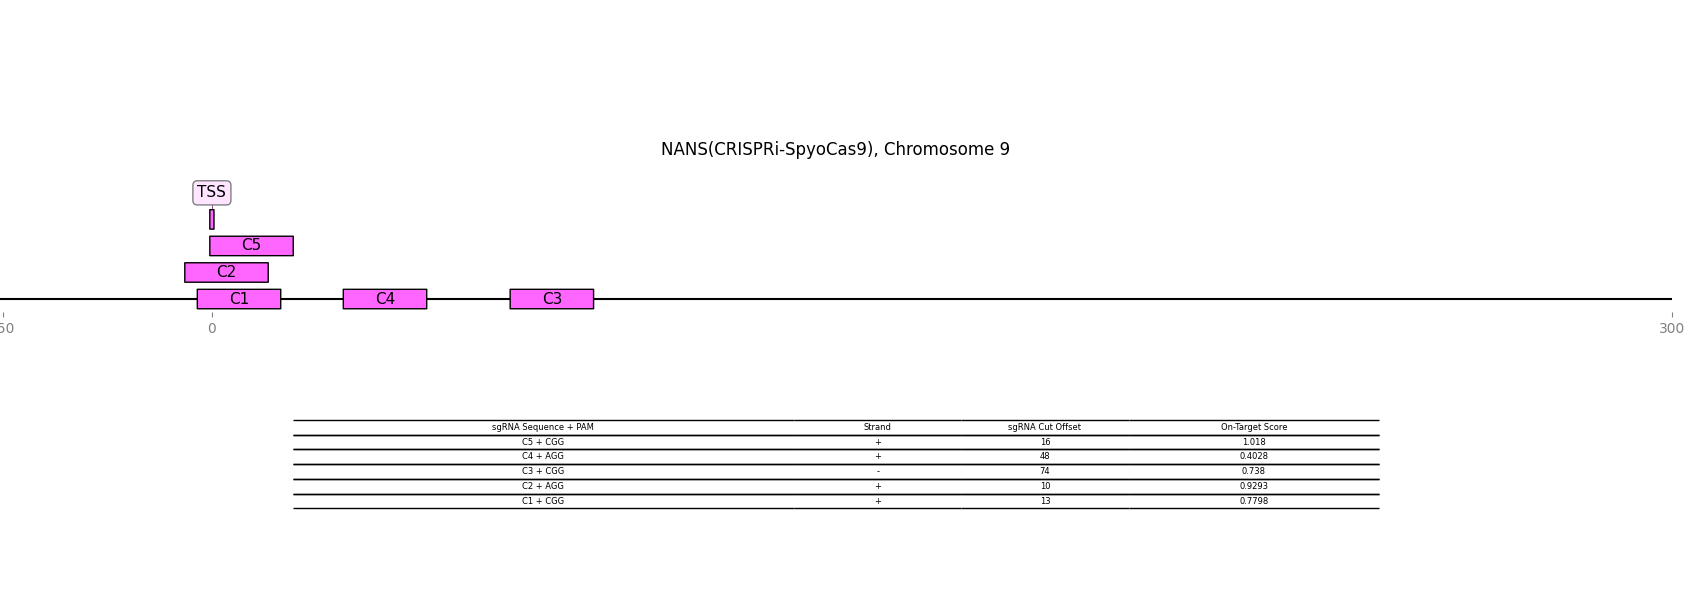 NANS(CRISPRi-SpyoCas9), Chromosome 9
TSS
C5
C2
C1 C4 C3
50 0 300
sgRNA Sequence + PAM Strand sgRNA Cut Offset On-Target Score
C5 + CGG + 16 1.018
C4 + AGG + 48 0.4028
C3 + CGG - 74 0.738
C2 + AGG + 10 0.9293
C1 + CGG + 13 0.7798